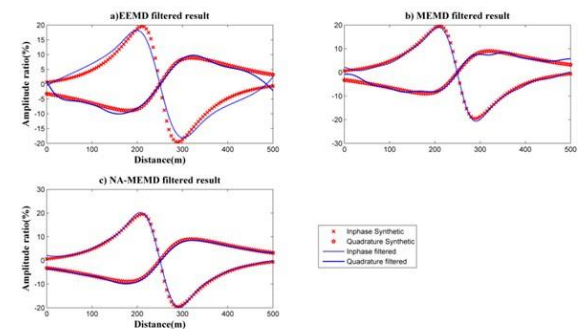 a)EEMD filtered result
Amplitude ratio(%)
20
15
10
5
0
-5
-10
-15
-20
0 100 200 300 400 500
Distance(m)
b) MEMD filtered result
20
10
0
-10
-20
-30
0 100 200 300 400 500
Distance(m)
c) NA-MEMD filtered result
Amplitude ratio(%)
30
20
10
0
-10
-20
0 100 200 300 400 500
Distance(m)
Inphase Synthetic
Quadrature Synthetic
Inphase filtered
Quadrature filtered